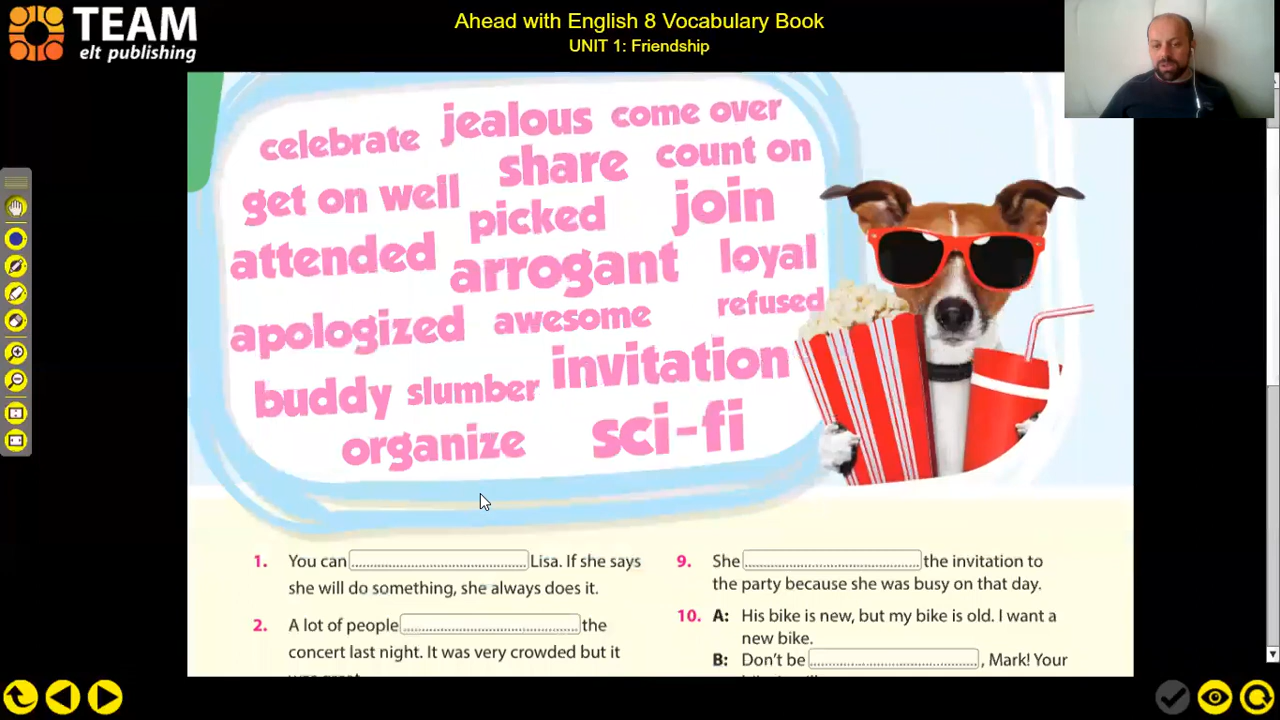 TEAM
elt publishing
Ahead with English 8 Vocabulary Book
UNIT 1: Friendship
celebrate jealous come over
share count on
get on well
picked join
attended
arrogant loyal
apologized awesome refused
invitation
buddy slumber
organize sci-fi
1. You can Lisa. If she says
she will do something, she always does it.
2. A lot of people the
concert last night. It was very crowded but it
9. She the invitation to
the party because she was busy on that day.
10. A: His bike is new, but my bike is old. I want a
new bike.
B: Don't be , Mark! Your